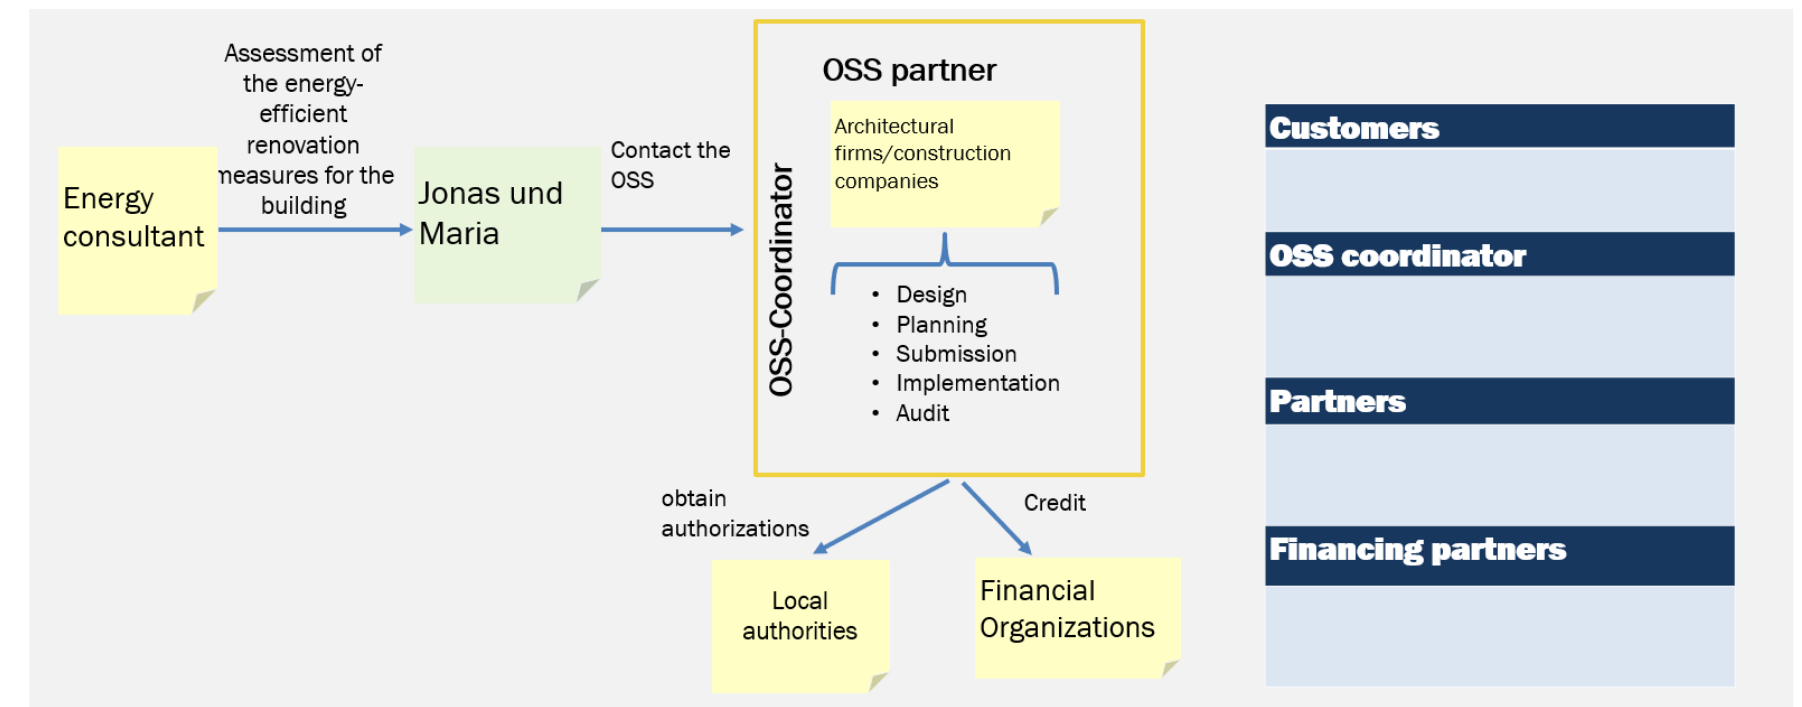 Assessment of
the energy-
efficient
renovation
measures for the
building
Energy
consultant
Jonas und
Maria
Contact the
OSS
OSS-Coordinator
OSS partner
Architectural
firms/construction
companies
• Design
• Planning
• Submission
• Implementation
• Audit
obtain
authorizations
Credit
Local
authorities
Financial
Organizations
Customers
OSS coordinator
Partners
Financing partners